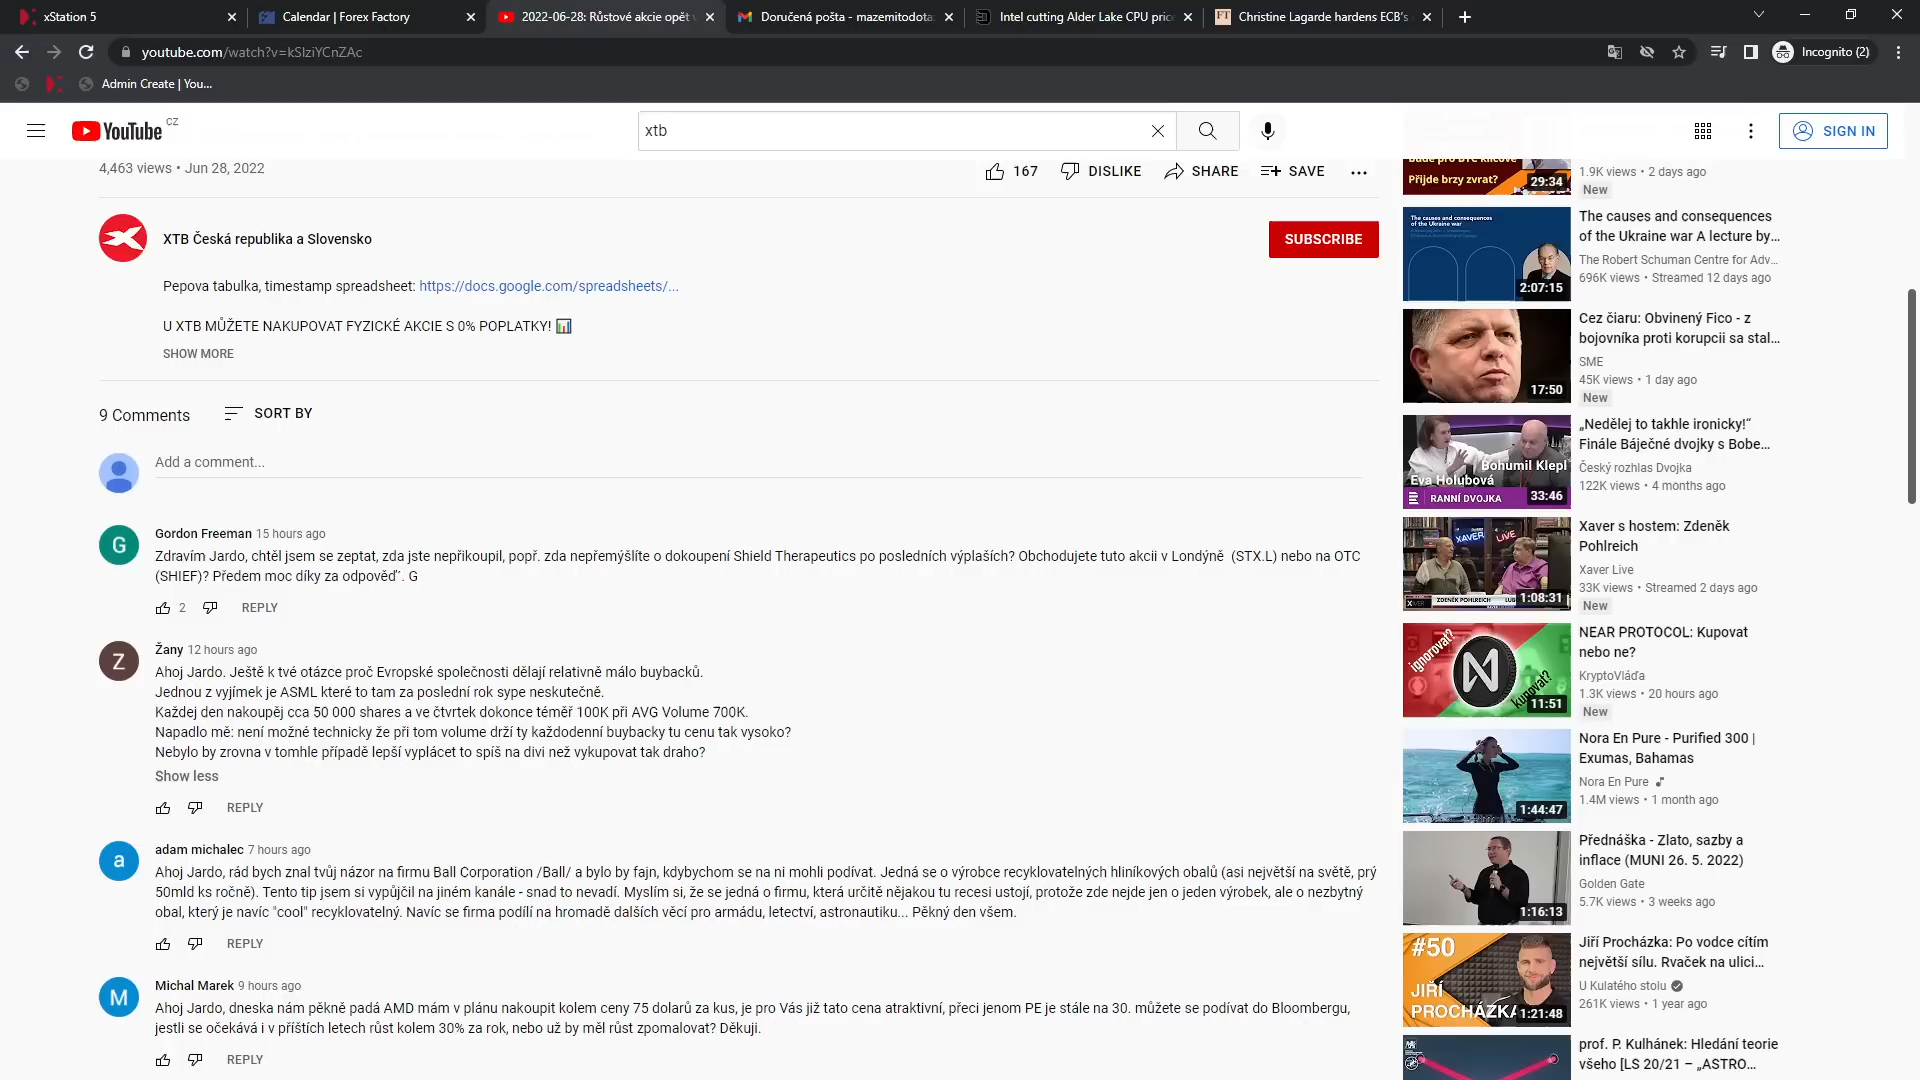 xStation 5
Calendar | Forex Factory
2022-06-28: Růstové akcie opět
Doručená pošta - mazemitodota
Intel cutting Alder Lake CPU pric
Christine Lagarde hardens ECB's
youtube.com/watch?v=kSlziYCnZAc
Incognito (2)
Admin Create | You...
YouTube CZ
xtb
SIGN IN
4,463 views • Jun 28, 2022
167 DISLIKE SHARE SAVE
XTB Česká republika a Slovensko
SUBSCRIBE
Pepova tabulka, timestamp spreadsheet: https://docs.google.com/spreadsheets/...
U XTB MŮŽETE NAKUPOVAT FYZICKÉ AKCIE S 0% POPLATKY! 📊
SHOW MORE
9 Comments SORT BY
Add a comment...
G
Gordon Freeman 15 hours ago
Zdravím Jardo, chtěl jsem se zeptat, zda jste nepřikoupil, popř. zda nepřemýšlíte o dokoupení Shield Therapeutics po posledních výplaších? Obchodujete tuto akcii v Londýně (STX.L) nebo na OTC
(SHIEF)? Předem moc díky za odpověď´. G
2 REPLY
Z
Žany 12 hours ago
Ahoj Jardo. Ještě k tvé otázce proč Evropské společnosti dělají relativně málo buybacků.
Jednou z vyjímek je ASML které to tam za poslední rok sype neskutečně.
Každej den nakoupěj cca 50 000 shares a ve čtvrtek dokonce téměř 100K při AVG Volume 700K.
Napadlo mě: není možné technicky že při tom volume drží ty každodenní buybacky tu cenu tak vysoko?
Nebylo by zrovna v tomhle případě lepší vyplácet to spíš na divi než vykupovat tak draho?
Show less
REPLY
a
adam michalec 7 hours ago
Ahoj Jardo, rád bych znal tvůj názor na firmu Ball Corporation /Ball/ a bylo by fajn, kdybychom se na ni mohli podívat. Jedná se o výrobce recyklovatelných hliníkových obalů (asi největší na světe, prý
50mld ks ročně). Tento tip jsem si vypůjčil na jiném kanále - snad to nevadí. Myslím si, že se jedná o firmu, která určitě nějakou tu recesi ustojí, protože zde nejde jen o jeden výrobek, ale o nezbytný
obal, který je navíc "cool" recyklovatelný. Navíc se firma podílí na hromadě dalších věcí pro armádu, letectví, astronautiku... Pěkný den všem.
REPLY
M
Michal Marek 9 hours ago
Ahoj Jardo, dneska nám pěkně padá AMD mám v plánu nakoupit kolem ceny 75 dolarů za kus, je pro Vás již tato cena atraktivní, přeci jenom PE je stále na 30. můžete se podívat do Bloombergu,
jestli se očekává i v příštích letech růst kolem 30% za rok, nebo už by měl růst zpomalovat? Děkuji.
REPLY
Přijde brzy zvrat?
29:34
1.9K views • 2 days ago
New
The causes and consequences
of the Ukraine war
2:07:15
The causes and consequences
of the Ukraine war A lecture by...
The Robert Schuman Centre for Adv...
696K views • Streamed 12 days ago
17:50
Cez čiaru: Obvinený Fico - z
bojovníka proti korupcii sa stal...
SME
45K views • 1 day ago
New
Bohumil Klepl
Eva Holubová
RANNÍ DVOJKA
33:46
„Nedělej to takhle ironicky!“
Finále Báječné dvojky s Bobe...
Český rozhlas Dvojka
122K views • 4 months ago
XAVER LIVE
ZDENĚK POHLREICH
1:08:31
Xaver s hostem: Zdeněk
Pohlreich
Xaver Live
33K views • Streamed 2 days ago
New
ignorovat?
kupovat?
11:51
NEAR PROTOCOL: Kupovat
nebo ne?
KryptoVláďa
1.3K views • 20 hours ago
New
1:44:47
Nora En Pure - Purified 300 |
Exumas, Bahamas
Nora En Pure
1.4M views • 1 month ago
1:16:13
Přednáška - Zlato, sazby a
inflace (MUNI 26. 5. 2022)
Golden Gate
5.7K views • 3 weeks ago
#50
JIŘÍ
PROCHÁZKA
1:21:48
Jiří Procházka: Po vodce cítím
největší sílu. Rvaček na ulici...
U Kulatého stolu
261K views • 1 year ago
prof. P. Kulhánek: Hledání teorie
všeho [LS 20/21 – „ASTRO...